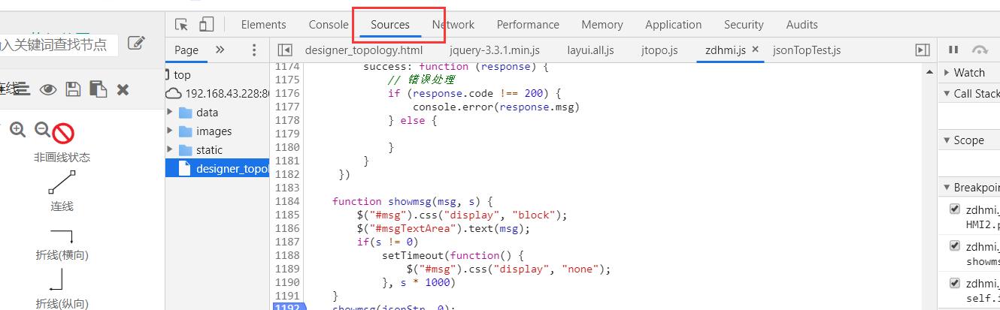 Elements Console Sources Network Performance Memory Application Security Audits
入关键词查找节点
Page » designer_topology.html jquery-3.3.1.min.js layui.all.js jtopo.js zdhmi.js × jsonTopTest.js
连线
非画线状态
连线
折线(横向)
折线(纵向)
top
192.168.43.228:80
data
images
static
designer_topol
1174 success: function (response) {
1175 // 错误处理
1176 if (response.code !== 200) {
1177 console.error(response.msg)
1178 } else {
1179
1180 }
1181 }
1182 })
1183
1184 function showmsg(msg, s) {
1185 $("#msg").css("display", "block");
1186 $("#msgTextArea").text(msg);
1187 if(s != 0)
1188 setTimeout(function() {
1189 $("#msg").css("display", "none");
1190 }, s * 1000)
1191 }
1192 showmsg(jsonStr, 0);
Watch
Call Stack
Scope
Breakpoin
zdhmi.j
HMI2.p
zdhmi.j
showms
zdhmi.j
self.i